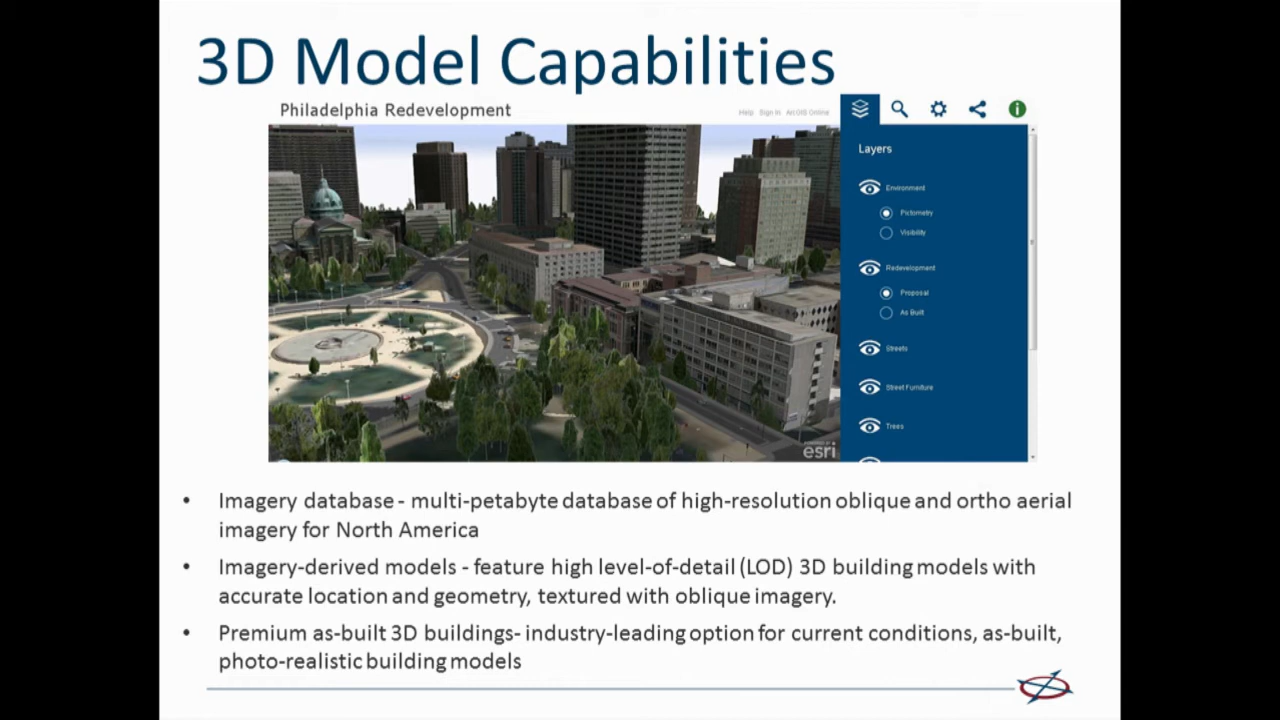 3D Model Capabilities
Philadelphia Redevelopment
Help Sign In ArcGIS Online
Layers
Environment
Pictometry
Visibility
Redevelopment
Proposal
As Built
Streets
Street Furniture
Trees
POWERED BY
esri
• Imagery database - multi-petabyte database of high-resolution oblique and ortho aerial
imagery for North America
• Imagery-derived models - feature high level-of-detail (LOD) 3D building models with
accurate location and geometry, textured with oblique imagery.
• Premium as-built 3D buildings- industry-leading option for current conditions, as-built,
photo-realistic building models